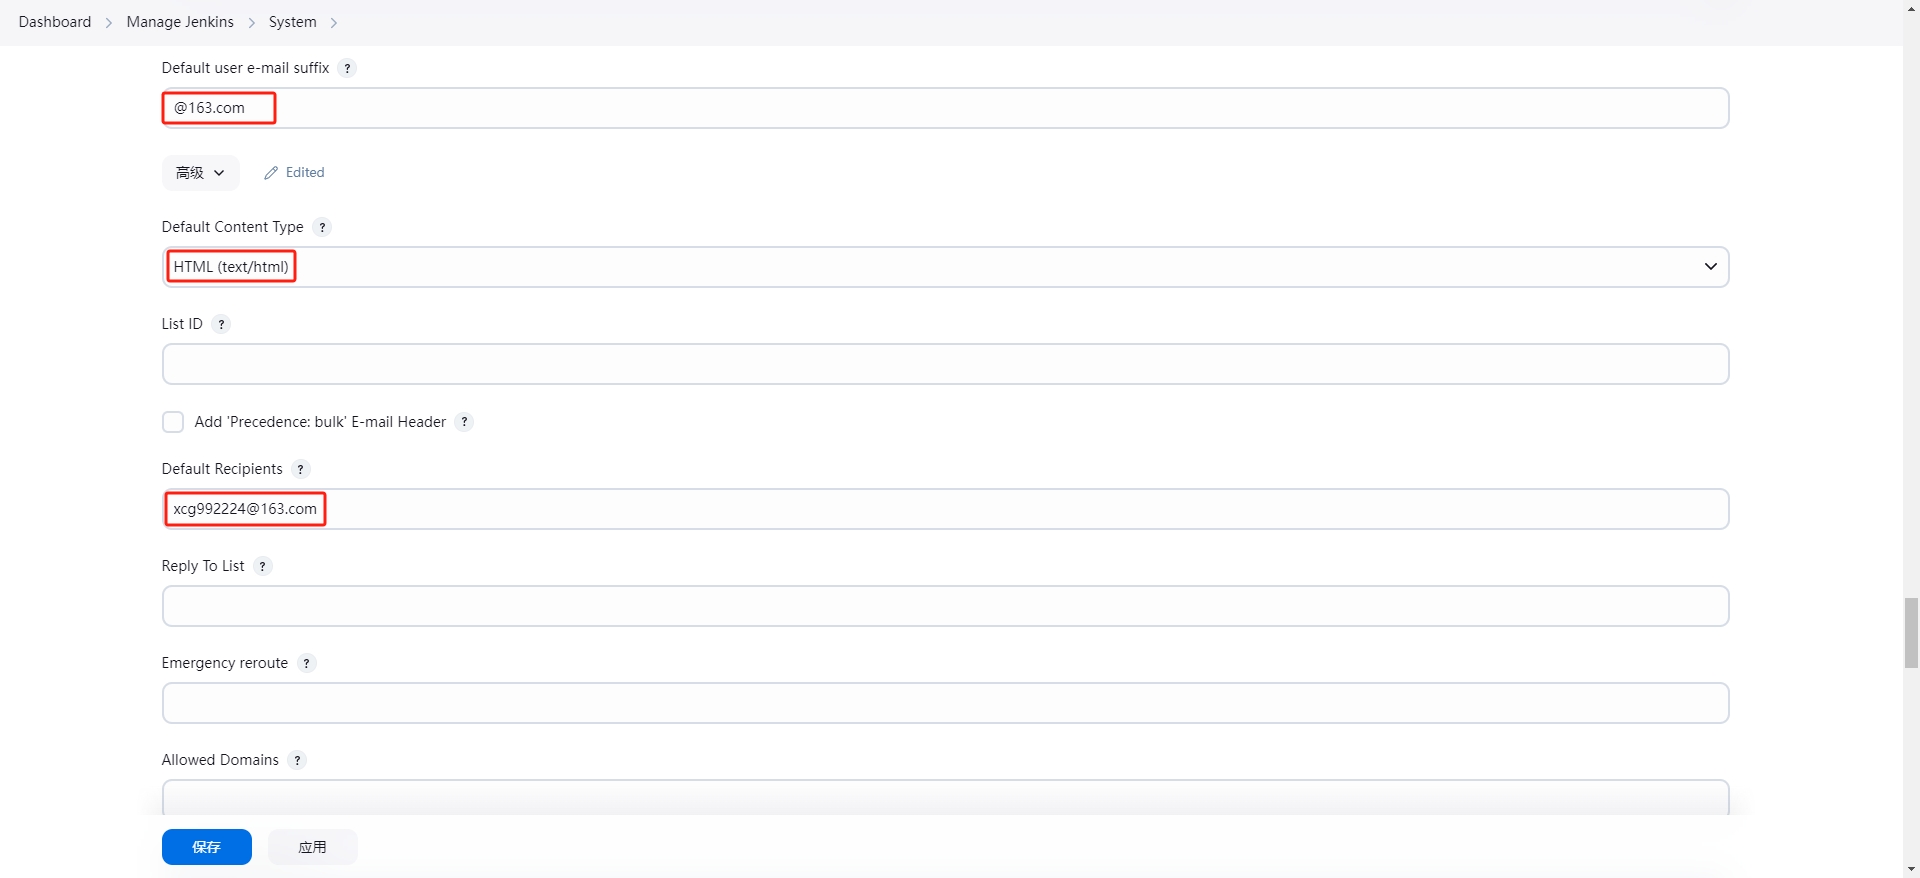 Dashboard > Manage Jenkins > System >
Default user e-mail suffix ?
@163.com
高级 Edited
Default Content Type ?
HTML (text/html)
List ID ?
Add 'Precedence: bulk' E-mail Header ?
Default Recipients ?
xcg992224@163.com
Reply To List ?
Emergency reroute ?
Allowed Domains ?
保存 应用